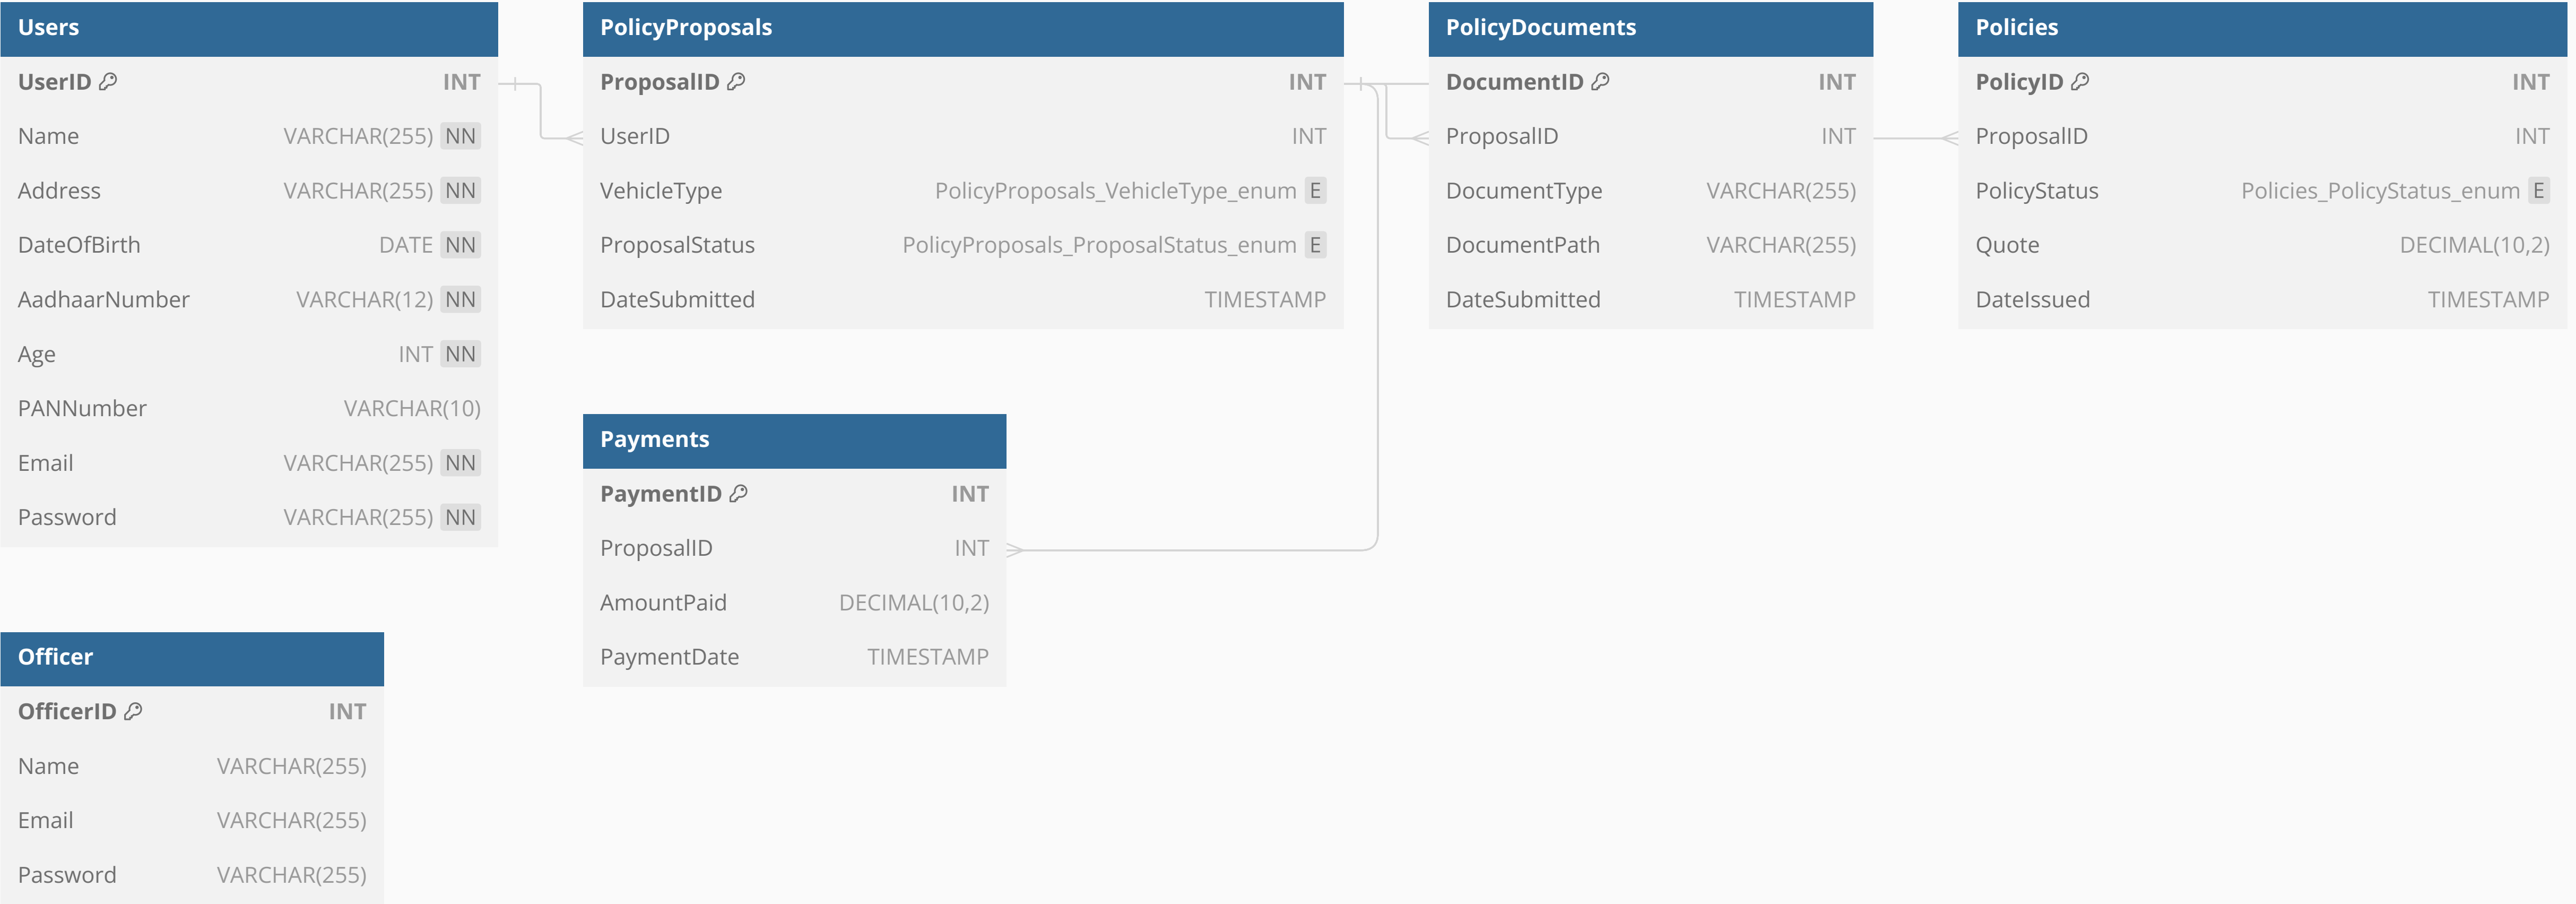 Users
UserID INT
Name VARCHAR(255) NN
Address VARCHAR(255) NN
DateOfBirth DATE NN
AadhaarNumber VARCHAR(12) NN
Age INT NN
PANNumber VARCHAR(10)
Email VARCHAR(255) NN
Password VARCHAR(255) NN
PolicyProposals
ProposalID INT
UserID INT
VehicleType PolicyProposals_VehicleType_enum E
ProposalStatus PolicyProposals_ProposalStatus_enum E
DateSubmitted TIMESTAMP
PolicyDocuments
DocumentID INT
ProposalID INT
DocumentType VARCHAR(255)
DocumentPath VARCHAR(255)
DateSubmitted TIMESTAMP
Policies
PolicyID INT
ProposalID INT
PolicyStatus Policies_PolicyStatus_enum E
Quote DECIMAL(10,2)
DateIssued TIMESTAMP
Payments
PaymentID INT
ProposalID INT
AmountPaid DECIMAL(10,2)
PaymentDate TIMESTAMP
Officer
OfficerID INT
Name VARCHAR(255)
Email VARCHAR(255)
Password VARCHAR(255)